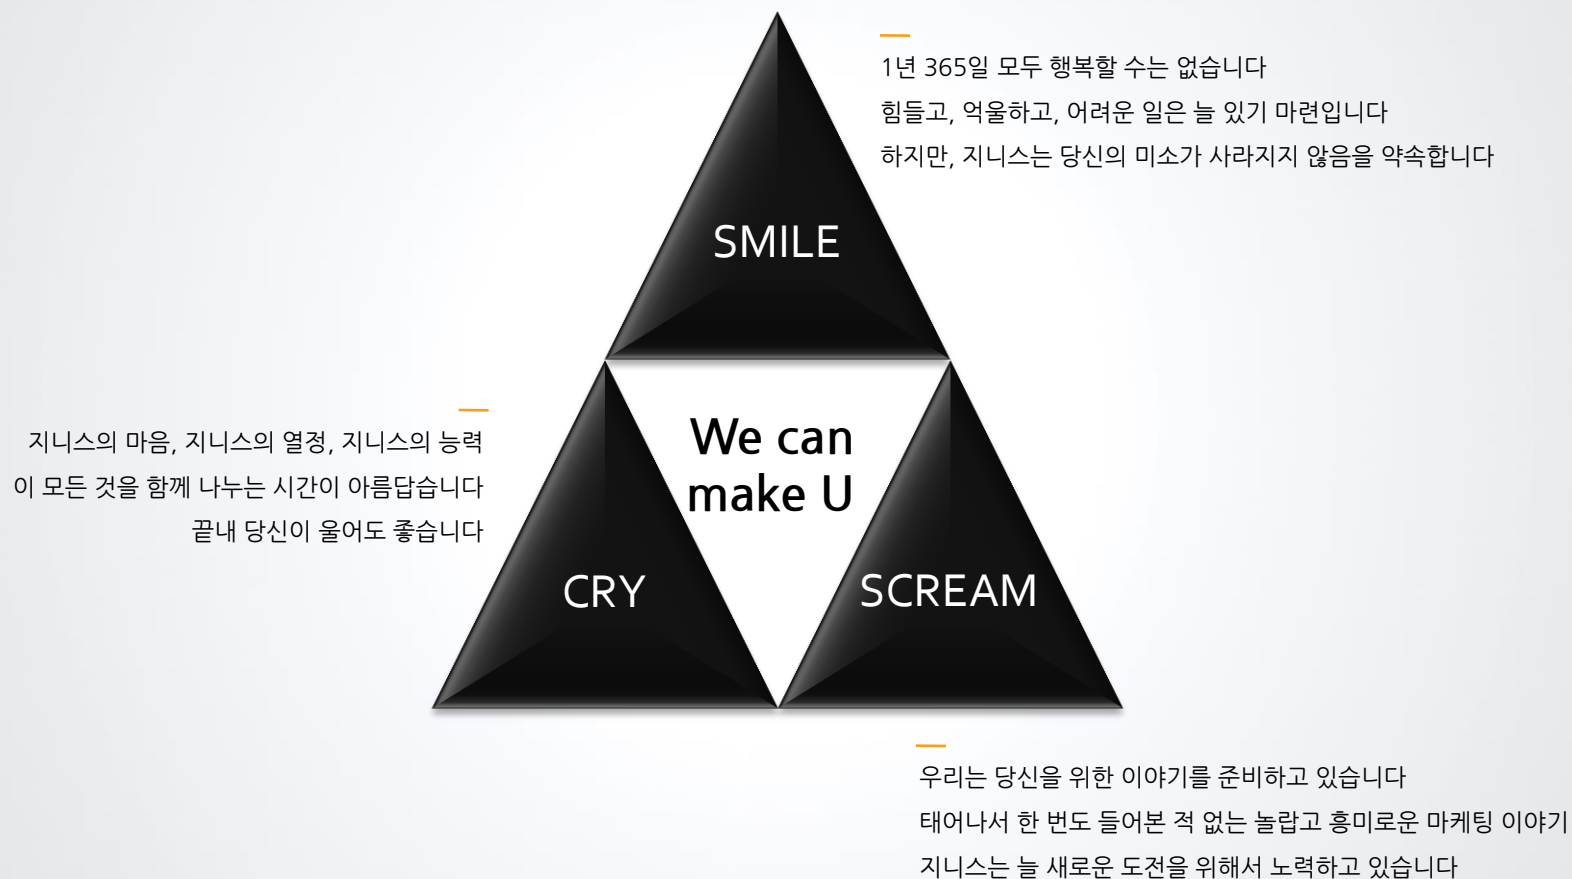 1년 365일 모두 행복할 수는 없습니다
힘들고, 억울하고, 어려운 일은 늘 있기 마련입니다
하지만, 지니스는 당신의 미소가 사라지지 않음을 약속합니다
SMILE
지니스의 마음, 지니스의 열정, 지니스의 능력
이 모든 것을 함께 나누는 시간이 아름답습니다
끝내 당신이 울어도 좋습니다
We can
make U
CRY
SCREAM
우리는 당신을 위한 이야기를 준비하고 있습니다
태어나서 한 번도 들어본 적 없는 놀랍고 흥미로운 마케팅 이야기
지니스는 늘 새로운 도전을 위해서 노력하고 있습니다